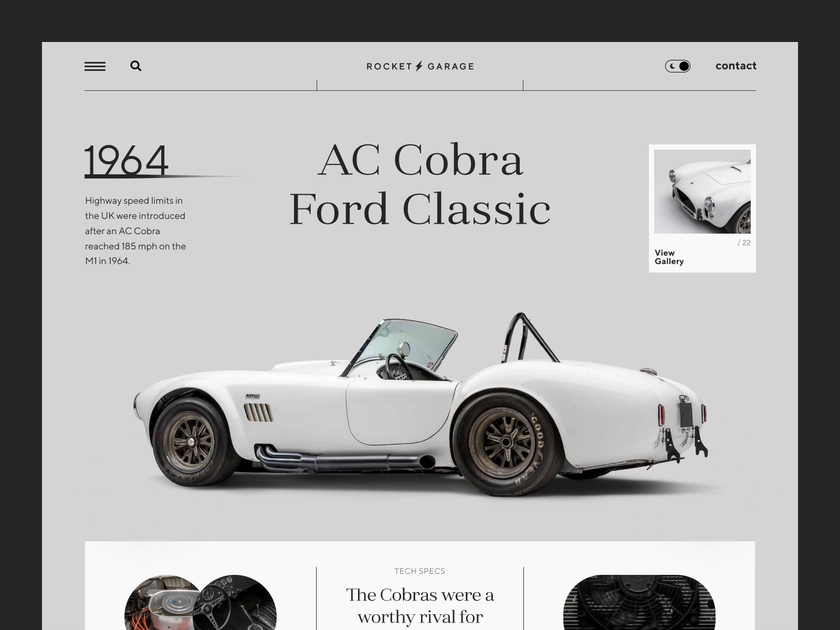 ROCKET GARAGE
contact
1964
Highway speed limits in
the UK were introduced
after an AC Cobra
reached 185 mph on the
M1 in 1964.
AC Cobra
Ford Classic
/ 22
View
Gallery
GOODYEAR
TECH SPECS
The Cobras were a
worthy rival for